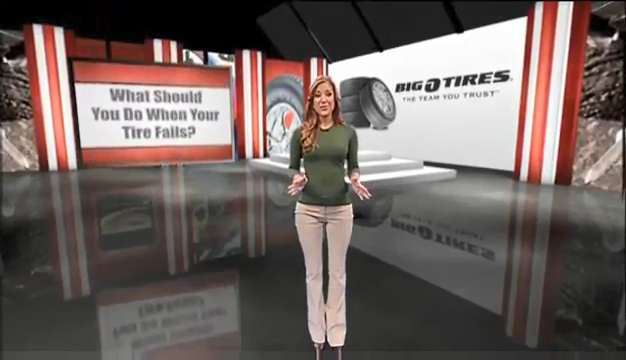 What Should
You Do When Your
Tire Fails?
BIG O TIRES
THE TEAM YOU TRUST